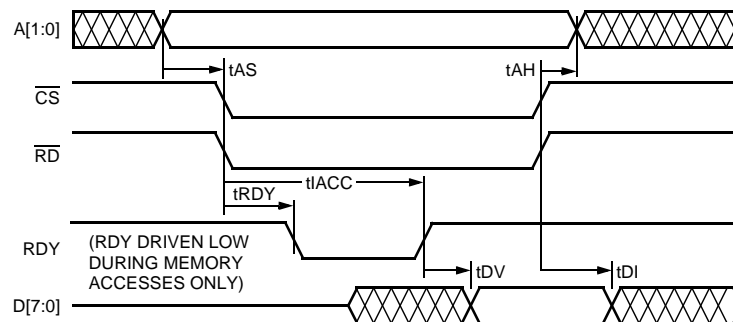 A[1:0]
tAS
tAH
CS
RD
tIACC
tRDY
RDY
(RDY DRIVEN LOW
DURING MEMORY
ACCESSES ONLY)
tDV
tDI
D[7:0]